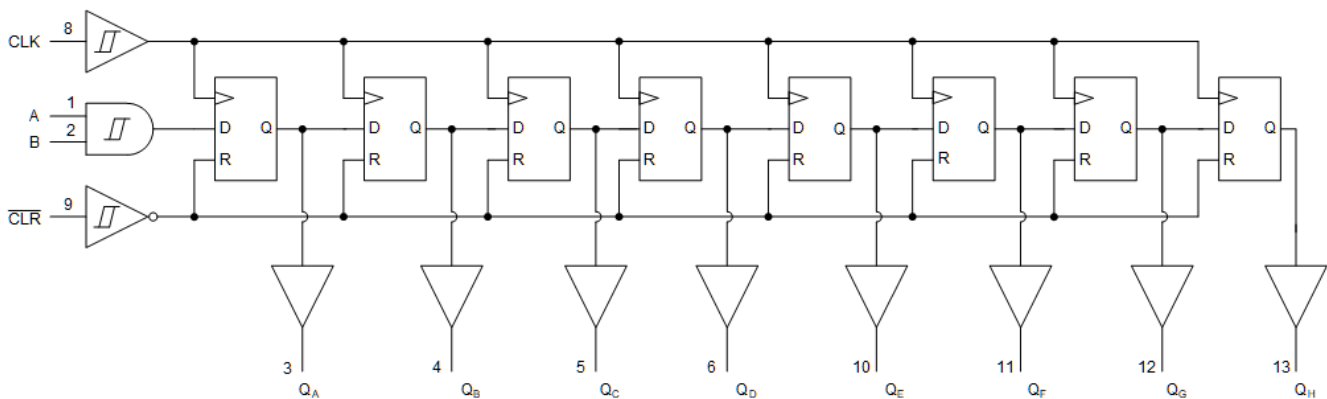 CLK 8
A 1
B 2
D Q D Q D Q D Q D Q D Q D Q D Q
R R R R R R R R
CLR 9
3 4 5 6 10 11 12 13
QA QB QC QD QE QF QG QH